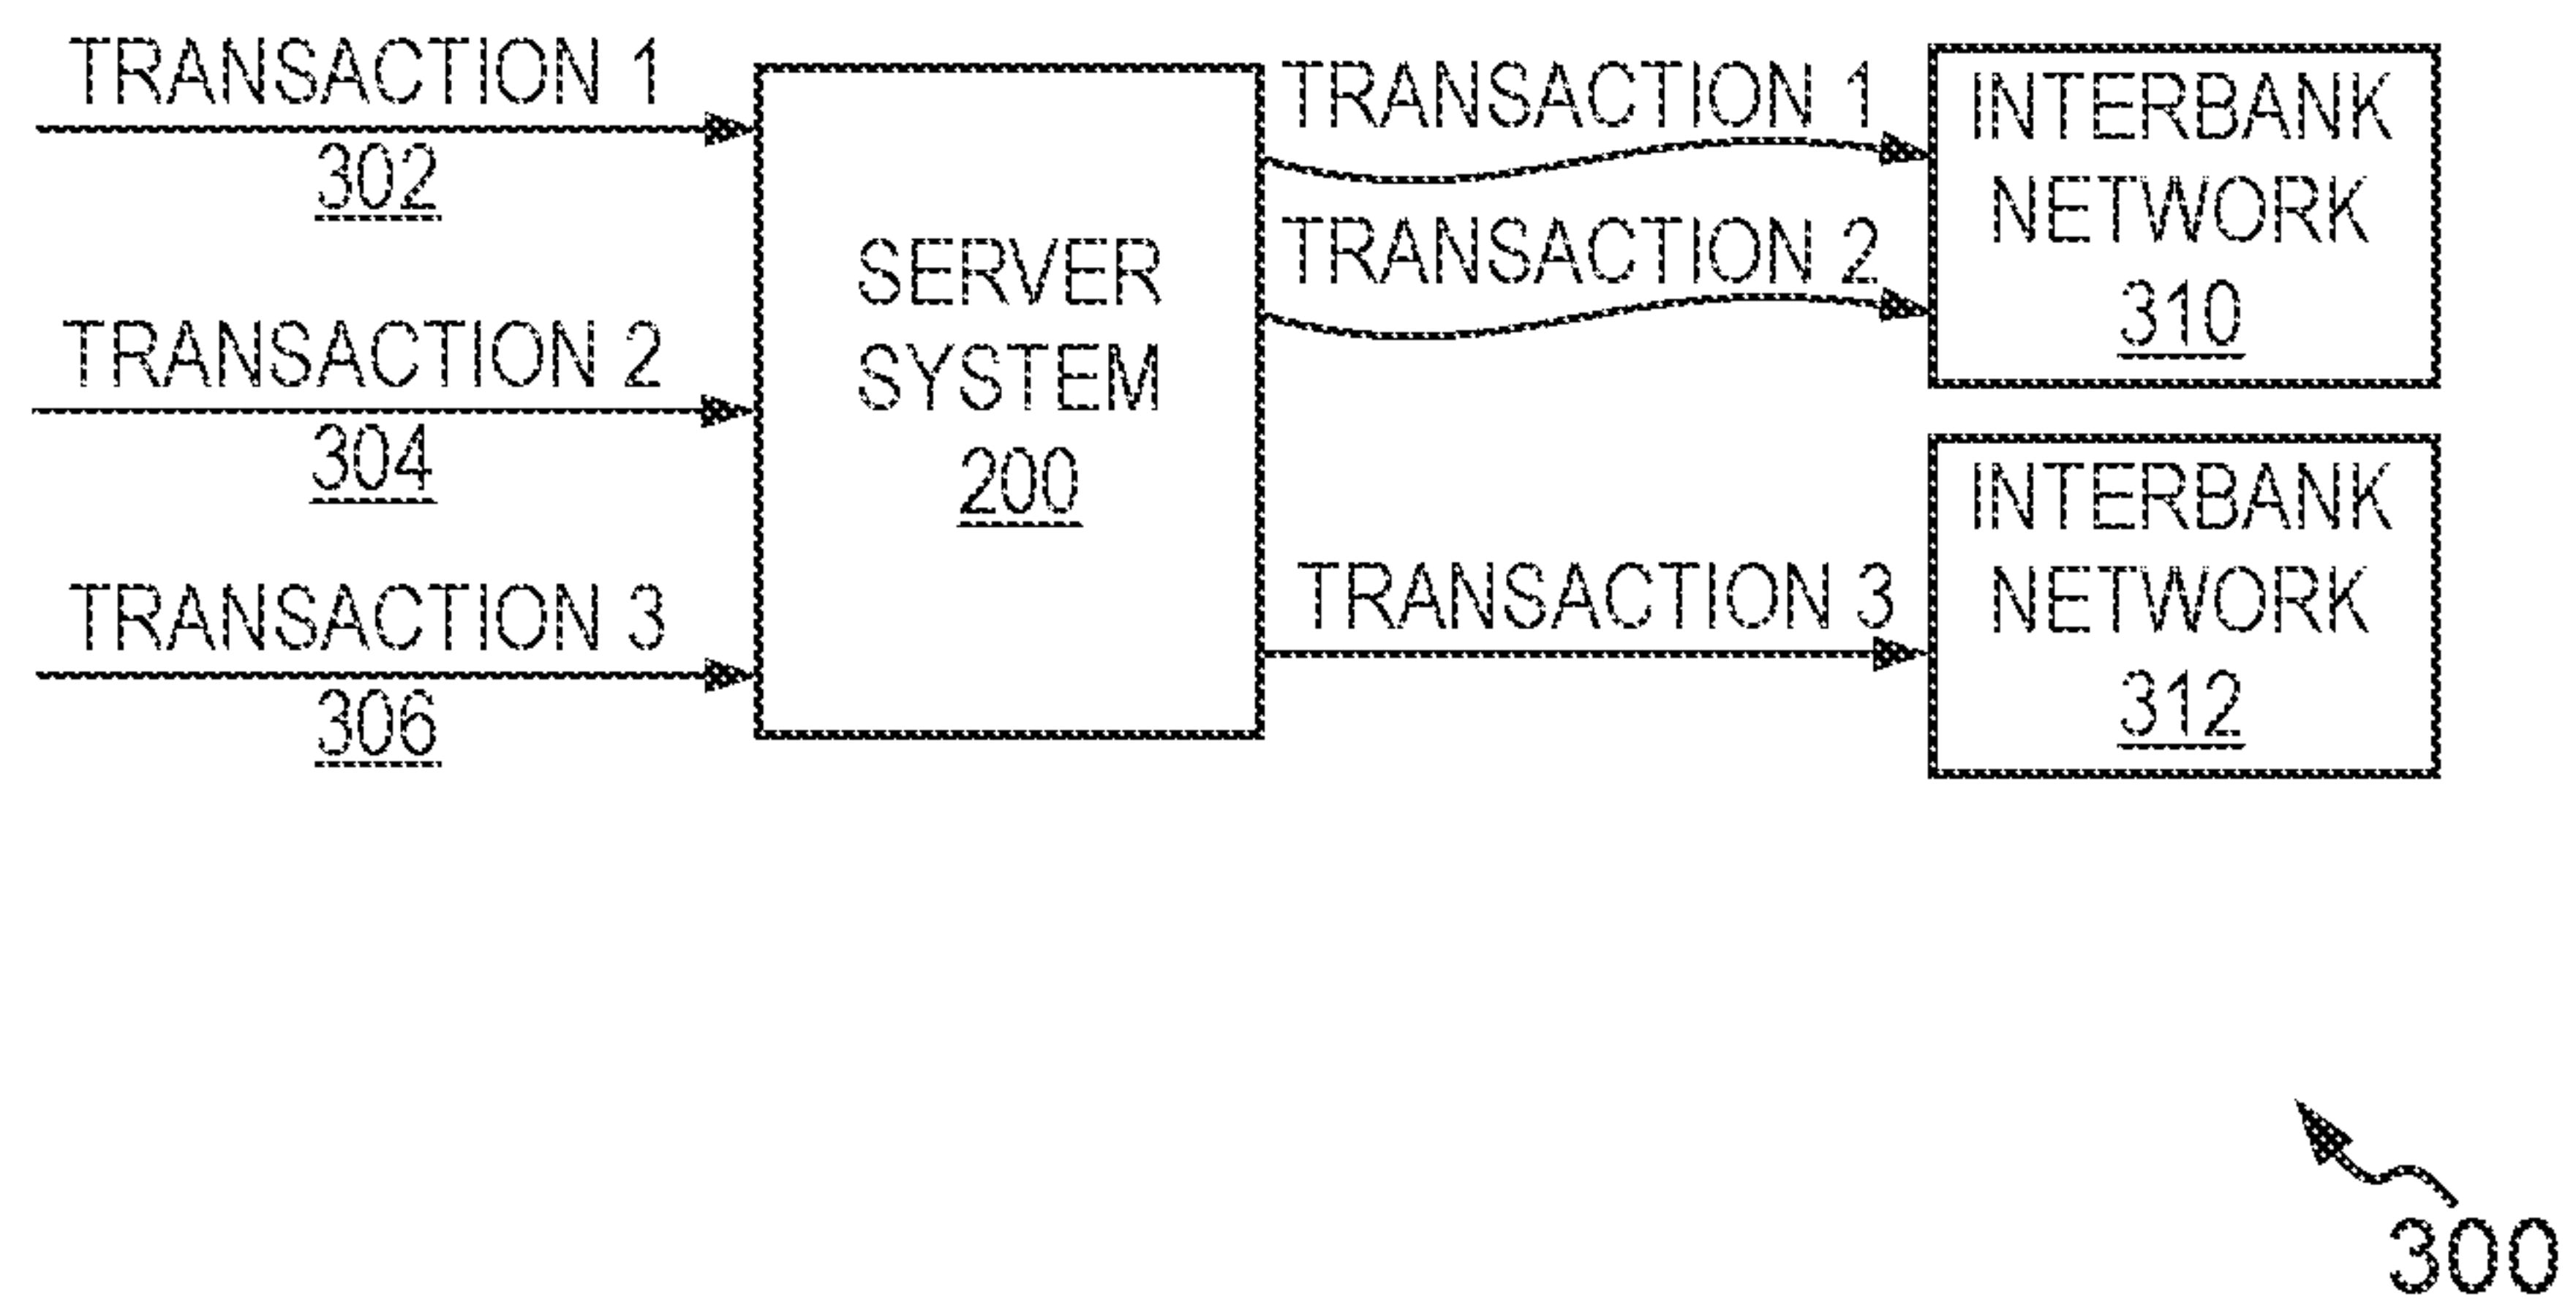 TRANSACTION 1
302
TRANSACTION 2
304
TRANSACTION 3
306
SERVER
SYSTEM
200
TRANSACTION 1
TRANSACTION 2
TRANSACTION 3
INTERBANK
NETWORK
310
INTERBANK
NETWORK
312
300